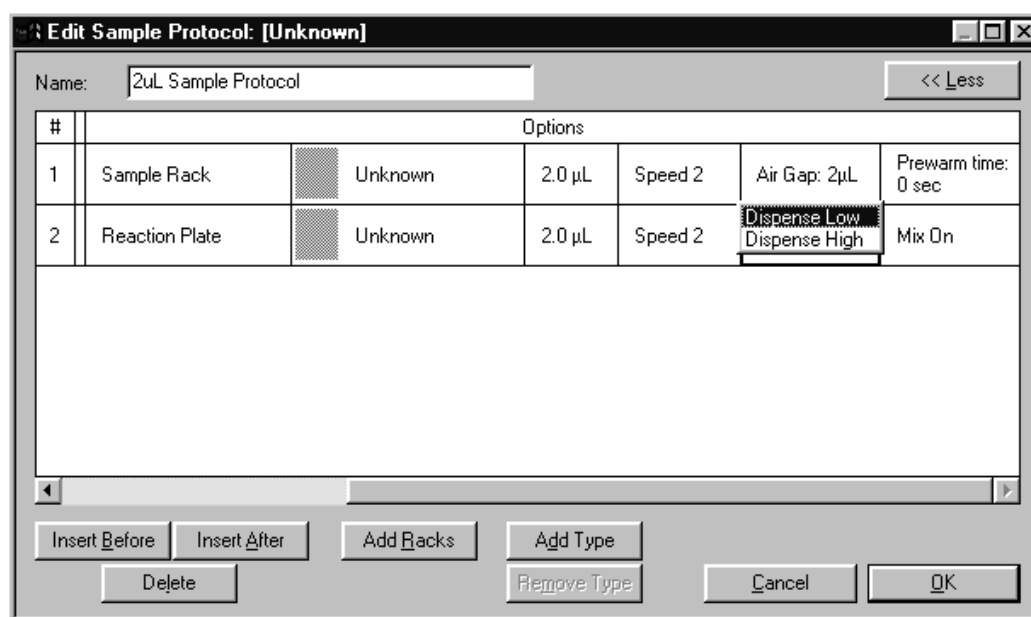 Edit Sample Protocol: [Unknown]
Name: 2uL Sample Protocol << Less
# Options
1 Sample Rack Unknown 2.0 µL Speed 2 Air Gap: 2µL Prewarm time:
0 sec
Dispense Low
2 Reaction Plate Unknown 2.0 µL Speed 2 Dispense High Mix On
Insert Before Insert After Add Racks Add Type
Delete Remove Type Cancel OK